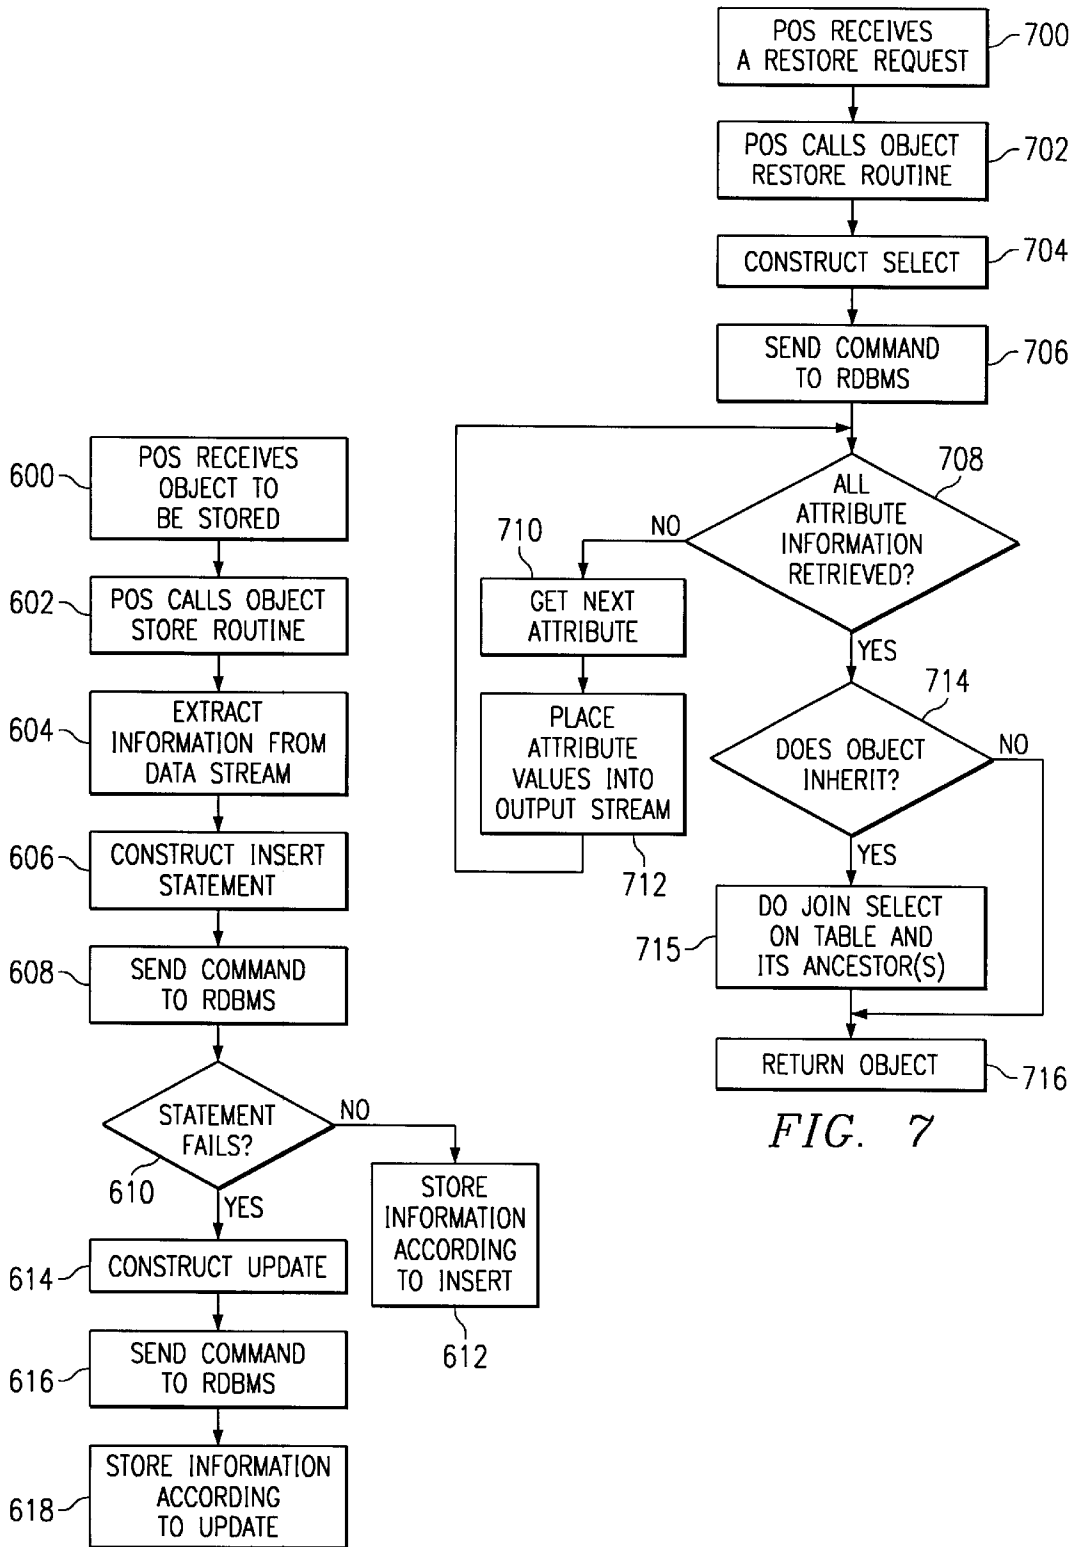 POS RECEIVES
A RESTORE REQUEST
700
POS CALLS OBJECT
RESTORE ROUTINE
702
CONSTRUCT SELECT
704
SEND COMMAND
TO RDBMS
706
ALL
ATTRIBUTE
INFORMATION
RETRIEVED?
708
NO
YES
710
GET NEXT
ATTRIBUTE
PLACE
ATTRIBUTE
VALUES INTO
OUTPUT STREAM
712
DOES OBJECT
INHERIT?
714
NO
YES
DO JOIN SELECT
ON TABLE AND
ITS ANCESTOR(S)
715
RETURN OBJECT
716
FIG. 7
600
POS RECEIVES
OBJECT TO
BE STORED
602
POS CALLS OBJECT
STORE ROUTINE
604
EXTRACT
INFORMATION FROM
DATA STREAM
606
CONSTRUCT INSERT
STATEMENT
608
SEND COMMAND
TO RDBMS
STATEMENT
FAILS?
610
NO
YES
STORE
INFORMATION
ACCORDING
TO INSERT
612
614
CONSTRUCT UPDATE
616
SEND COMMAND
TO RDBMS
618
STORE INFORMATION
ACCORDING
TO UPDATE